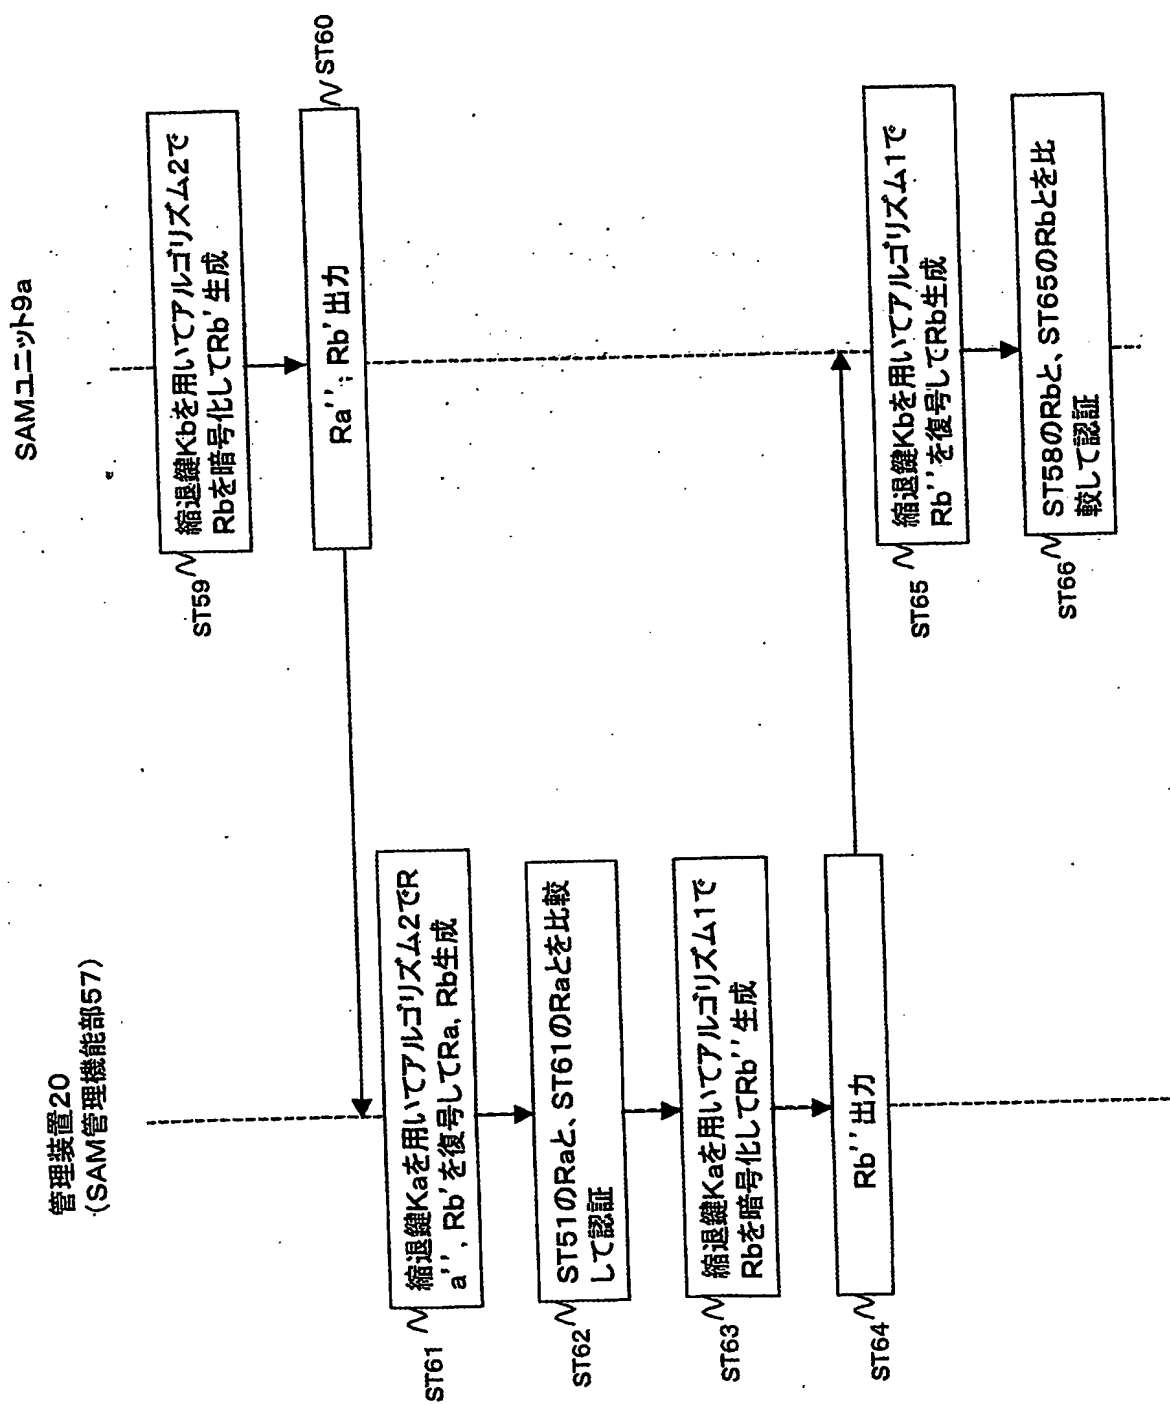 管理装置20
(SAM管理機能部57)
SAMユニット9a
ST59
縮退鍵Kbを用いてアルゴリズム2で
Rbを暗号化してRb'生成
ST60
Ra'', Rb'出力
ST61
縮退鍵Kaを用いてアルゴリズム2でR
a'', Rb'を復号してRa, Rb生成
ST62
ST51のRaと、ST61のRaとを比較
して認証
ST63
縮退鍵Kaを用いてアルゴリズム1で
Rbを暗号化してRb''生成
ST64
Rb''出力
ST65
縮退鍵Kbを用いてアルゴリズム1で
Rb''を復号してRb生成
ST66
ST58のRbと、ST65のRbとを比
較して認証